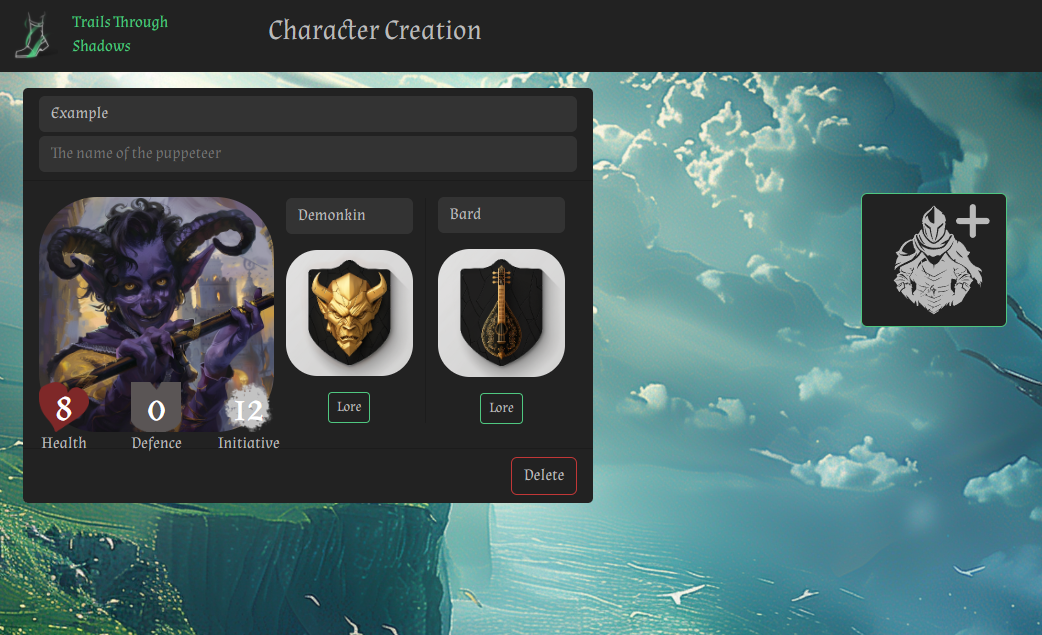 Trails Through
Shadows
Character Creation
Example
The name of the puppeteer
Demonkin
Bard
8
0
12
Health
Defence
Initiative
Lore
Lore
Delete